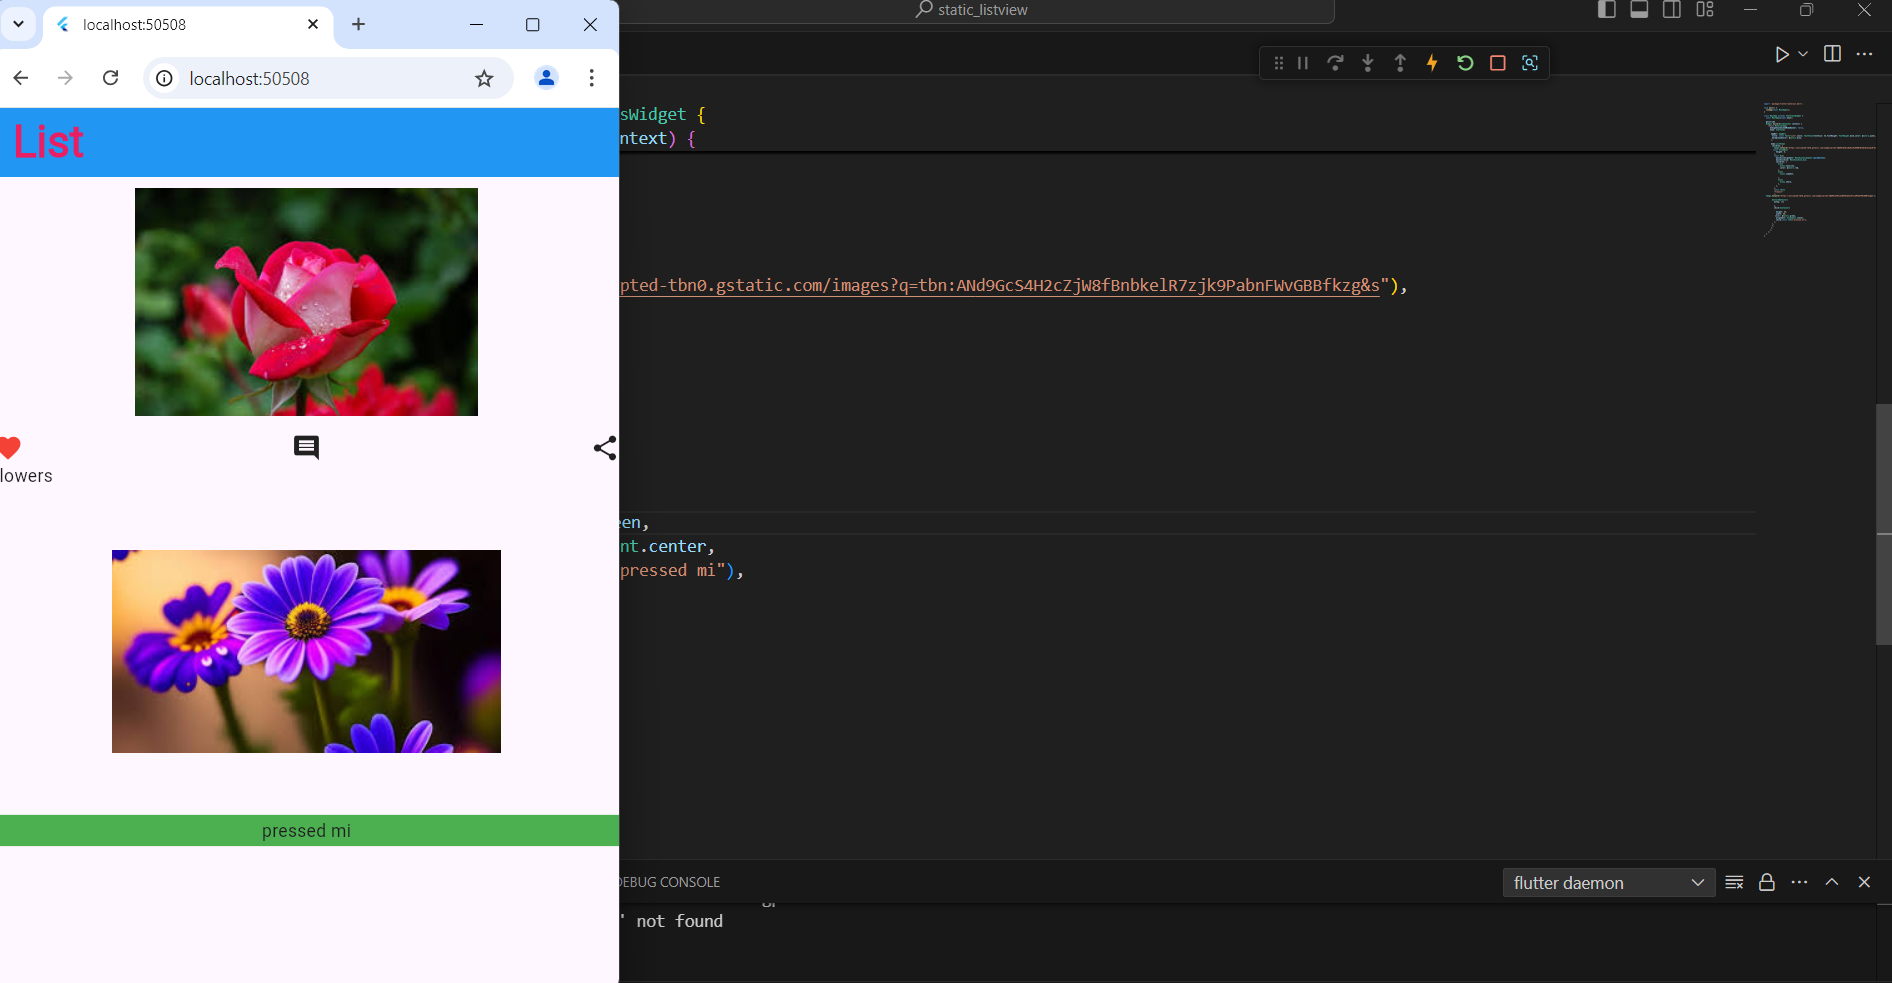 localhost:50508
static_listview
localhost:50508
List
sWidget {
ntext) {
pted-tbn0.gstatic.com/images?q=tbn:ANd9GcS4H2cZjW8fBnbkelR7zjk9PabnFWvGBBfkzg&s"),
lowers
een,
nt.center,
pressed mi"),
pressed mi
DEBUG CONSOLE
flutter daemon
' not found